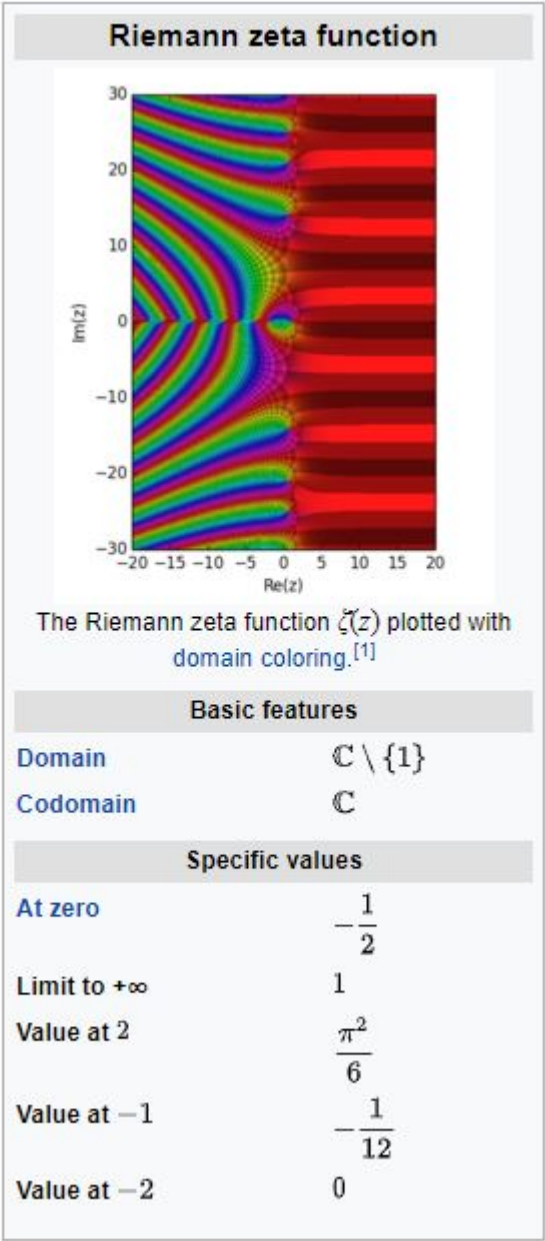 Riemann zeta function
30
20
10
0
−10
−20
−30
Im(z)
−20 −15 −10 −5 0 5 10 15 20
Re(z)
The Riemann zeta function ζ(z) plotted with
domain coloring.[1]
Basic features
Domain ℂ \ {1}
Codomain ℂ
Specific values
At zero −1/2
Limit to +∞ 1
Value at 2 π²/6
Value at −1 −1/12
Value at −2 0